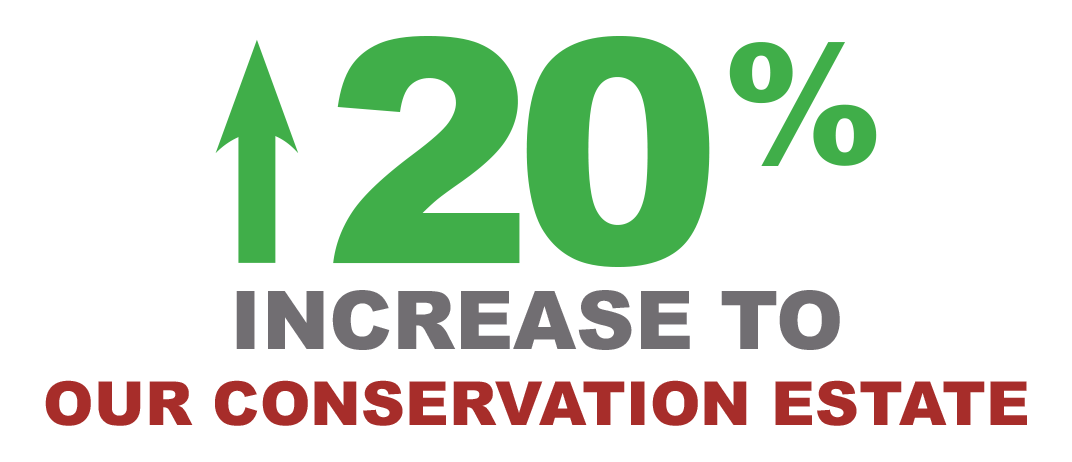 20%
INCREASE TO
OUR CONSERVATION ESTATE